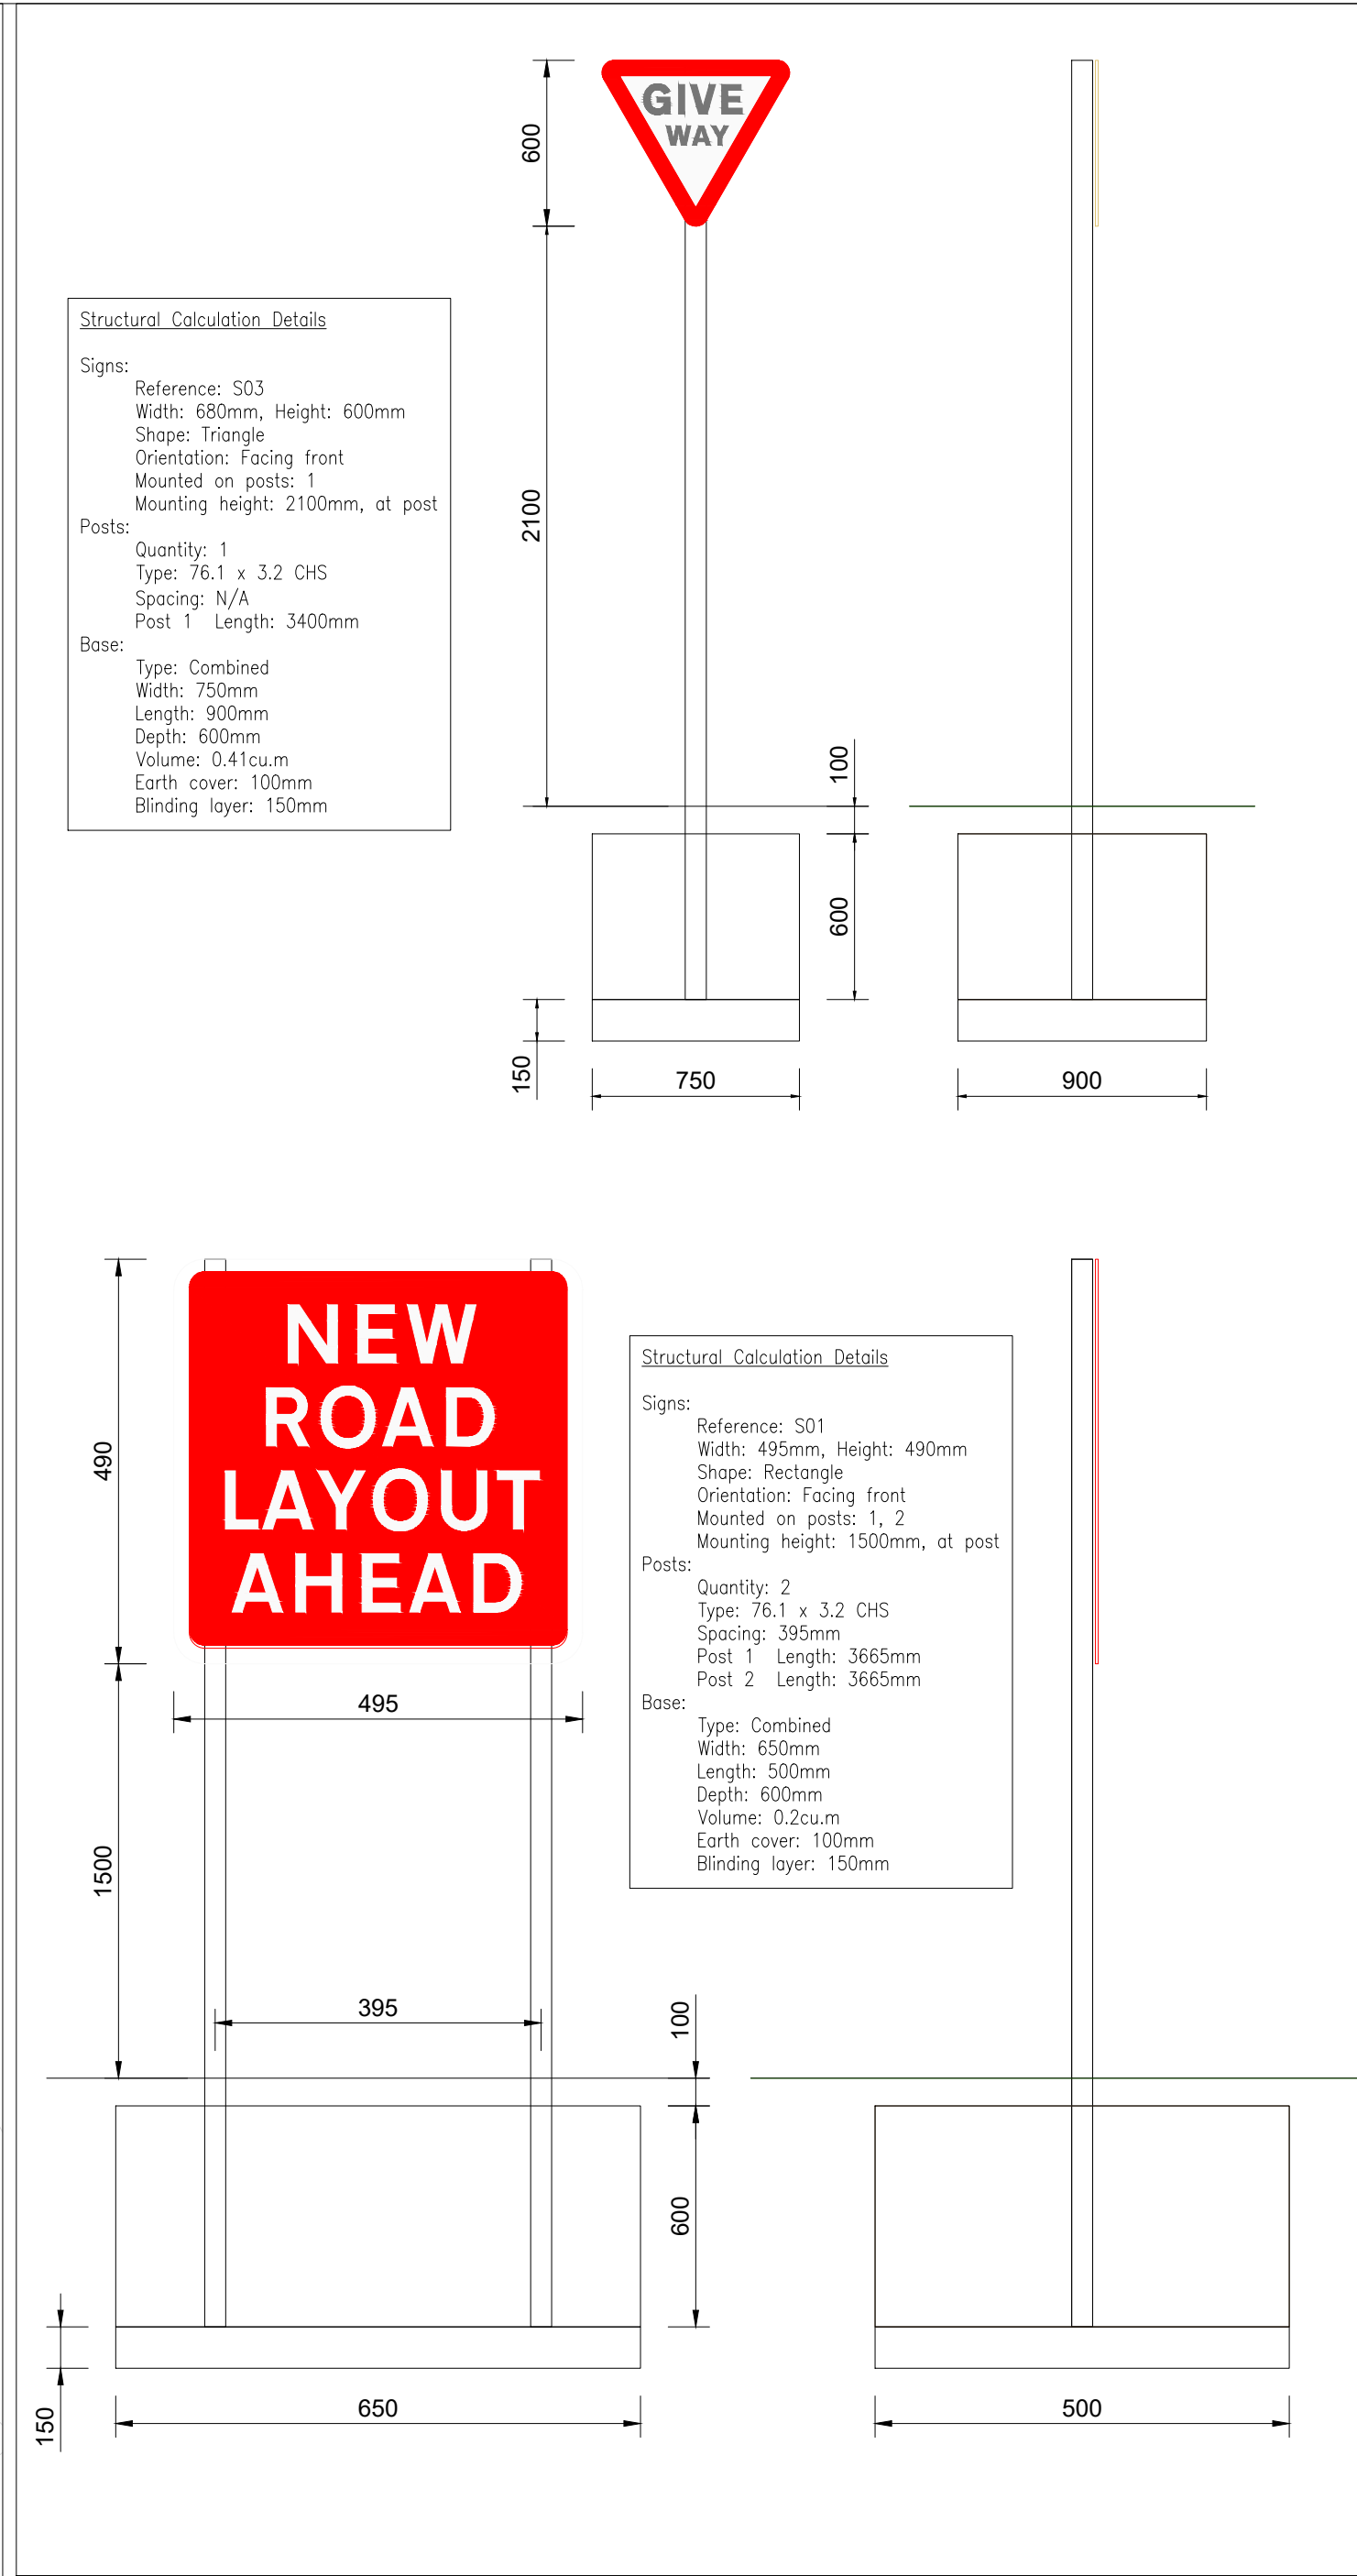 600
GIVE
WAY
Structural Calculation Details
Signs:
Reference: S03
Width: 680mm, Height: 600mm
Shape: Triangle
Orientation: Facing front
Mounted on posts: 1
Mounting height: 2100mm, at post
Posts:
Quantity: 1
Type: 76.1 x 3.2 CHS
Spacing: N/A
Post 1 Length: 3400mm
Base:
Type: Combined
Width: 750mm
Length: 900mm
Depth: 600mm
Volume: 0.41cu.m
Earth cover: 100mm
Blinding layer: 150mm
2100
100
600
150
750
900
490
NEW
ROAD
LAYOUT
AHEAD
495
Structural Calculation Details
Signs:
Reference: S01
Width: 495mm, Height: 490mm
Shape: Rectangle
Orientation: Facing front
Mounted on posts: 1, 2
Mounting height: 1500mm, at post
Posts:
Quantity: 2
Type: 76.1 x 3.2 CHS
Spacing: 395mm
Post 1 Length: 3665mm
Post 2 Length: 3665mm
Base:
Type: Combined
Width: 650mm
Length: 500mm
Depth: 600mm
Volume: 0.2cu.m
Earth cover: 100mm
Blinding layer: 150mm
1500
395
100
600
150
650
500